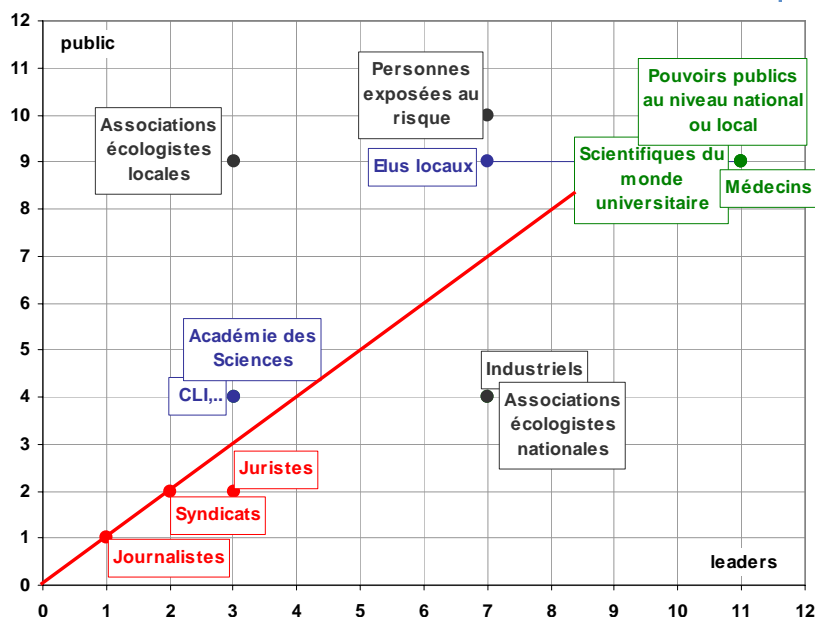 12
public
11
10
9
8
7
6
5
4
3
2
1
0
Associations
écologistes
locales
Personnes
exposées au
risque
Elus locaux
Pouvoirs publics
au niveau national
ou local
Scientifiques du
monde
universitaire
Médecins
Académie des
Sciences
CLI,..
Industriels
Associations
écologistes
nationales
Juristes
Syndicats
Journalistes
leaders
0 1 2 3 4 5 6 7 8 9 10 11 12